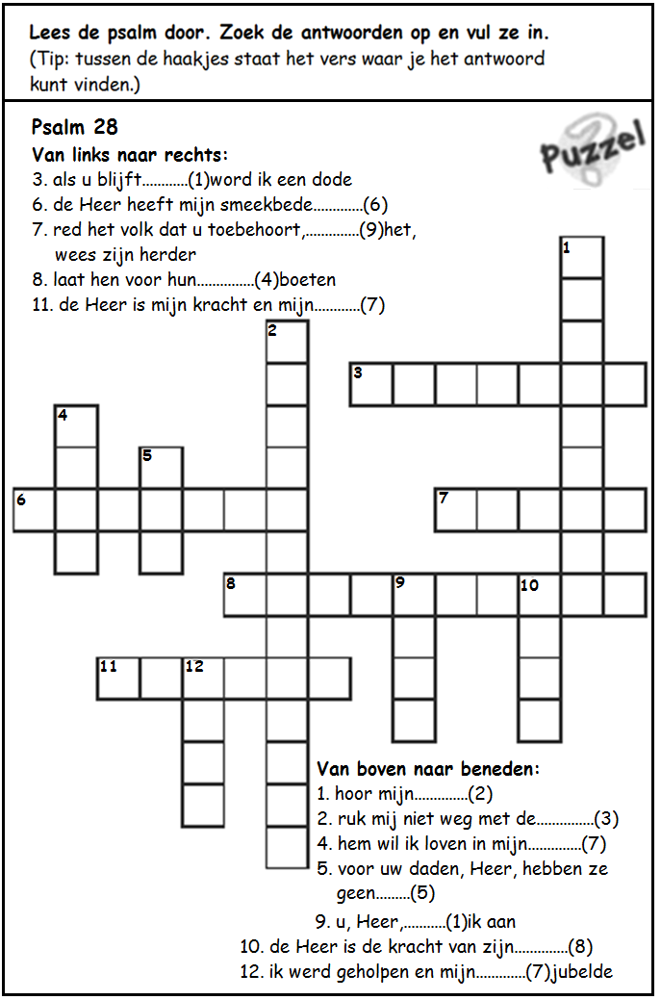 Lees de psalm door. Zoek de antwoorden op en vul ze in.
(Tip: tussen de haakjes staat het vers waar je het antwoord
kunt vinden.)
Psalm 28
Puzzel
?
Van links naar rechts:
3. als u blijft............(1)word ik een dode
6. de Heer heeft mijn smeekbede.............(6)
7. red het volk dat u toebehoort,..............(9)het,
wees zijn herder
8. laat hen voor hun...............(4)boeten
11. de Heer is mijn kracht en mijn............(7)
1
2
3
4
5
6
7
8
9
10
11
12
Van boven naar beneden:
1. hoor mijn..............(2)
2. ruk mij niet weg met de...............(3)
4. hem wil ik loven in mijn..............(7)
5. voor uw daden, Heer, hebben ze
geen.........(5)
9. u, Heer,...........(1)ik aan
10. de Heer is de kracht van zijn..............(8)
12. ik werd geholpen en mijn.............(7)jubelde